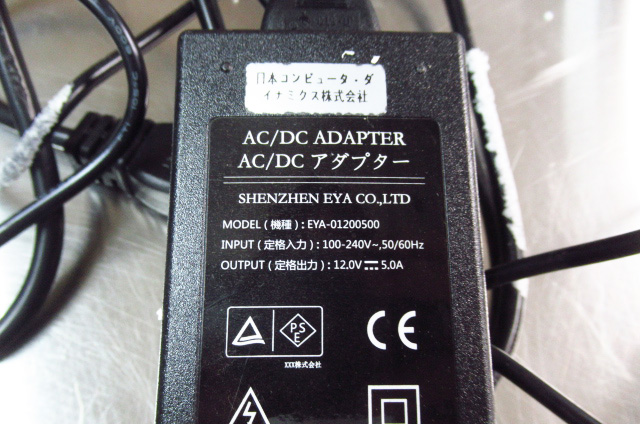 日本コンピュータ・ダ
イナミクス株式会社
AC/DC ADAPTER
AC/DC アダプター
SHENZHEN EYA CO.,LTD
MODEL(機種):EYA-01200500
INPUT(定格入力):100-240V~,50/60Hz
OUTPUT(定格出力):12.0V⎓5.0A
PS
E
CE
XXX株式会社